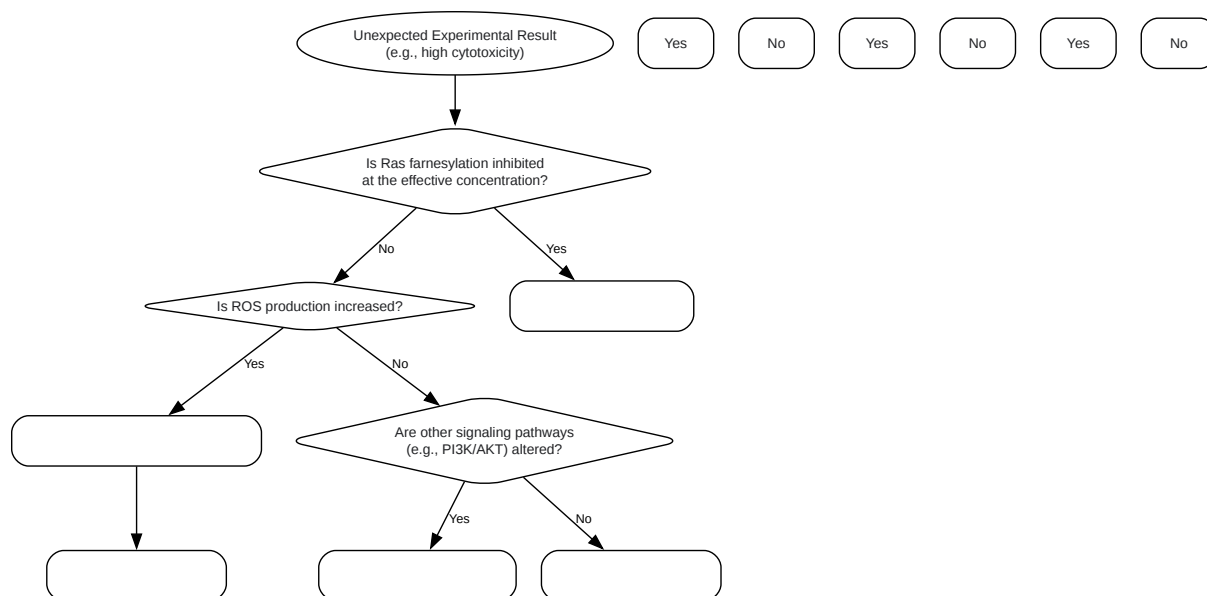 Unexpected Experimental Result
(e.g., high cytotoxicity)
Yes
No
Yes
No
Yes
No
Is Ras farnesylation inhibited
at the effective concentration?
No
Yes
Is ROS production increased?
Yes
No
Are other signaling pathways
(e.g., PI3K/AKT) altered?
Yes
No